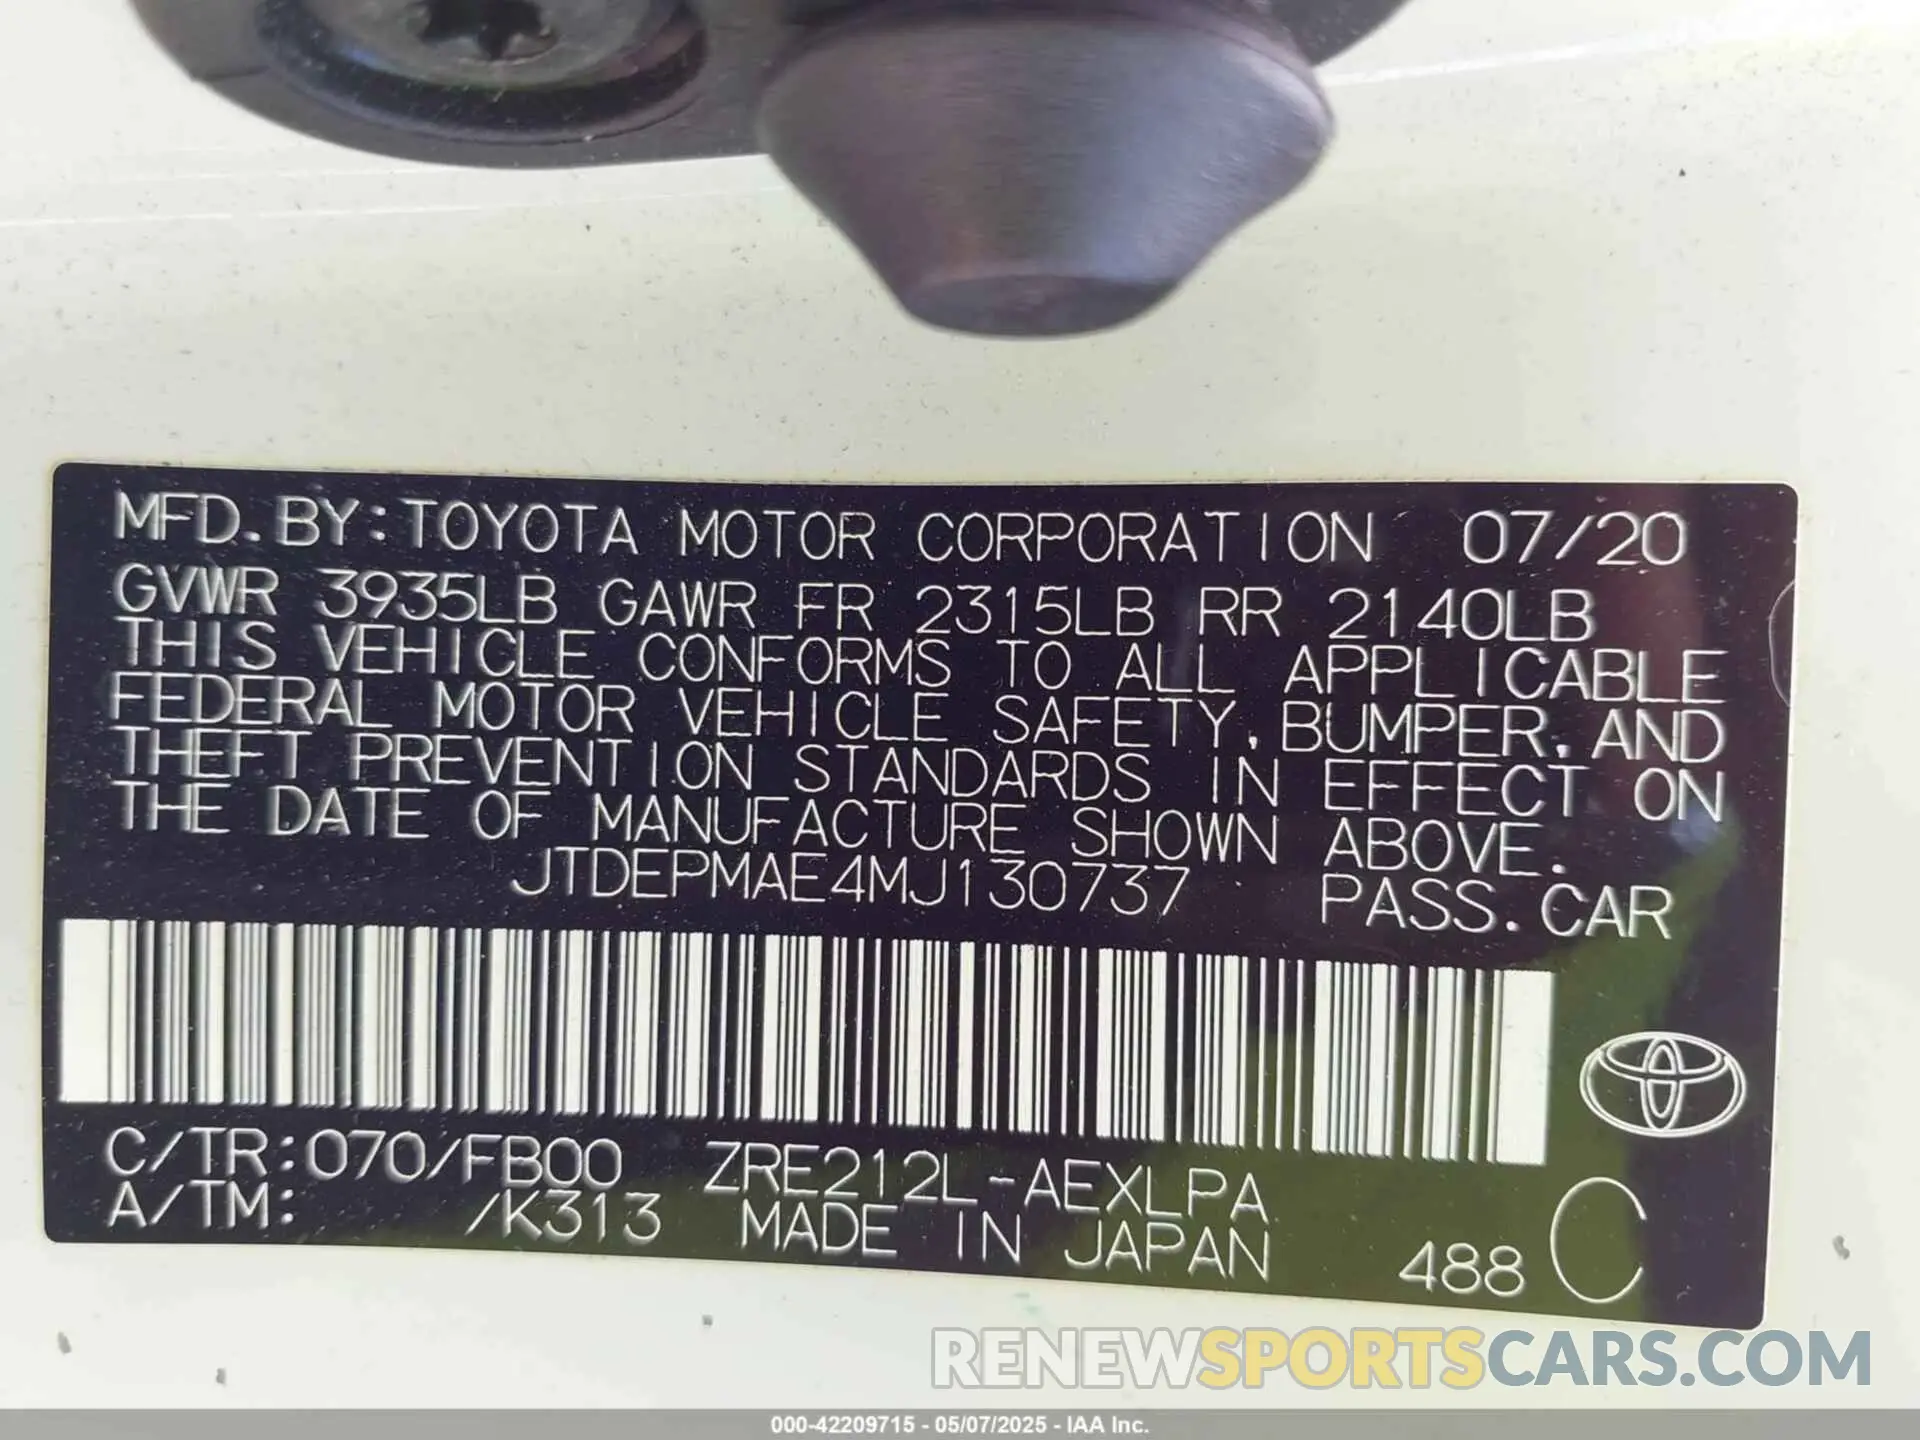 MFD. BY: TOYOTA MOTOR CORPORATION 07/20
GVWR 3935LB GAWR FR 2315LB RR 2140LB
THIS VEHICLE CONFORMS TO ALL APPLICABLE
FEDERAL MOTOR VEHICLE SAFETY, BUMPER, AND
THEFT PREVENTION STANDARDS IN EFFECT ON
THE DATE OF MANUFACTURE SHOWN ABOVE.
JTDEPMAE4MJ130737 PASS. CAR
C/TR: 070/FB00 ZRE212L-AEXLPA
A/TM: /K313 MADE IN JAPAN 488 C
RENEWSPORTSCARS.COM
000-42209715 - 05/07/2025 - IAA Inc.